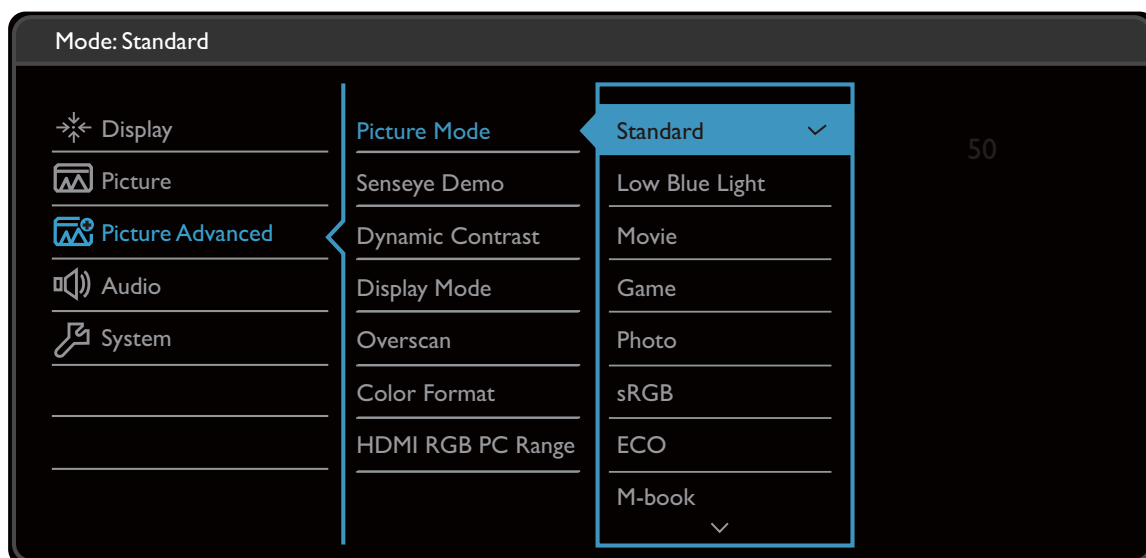 Mode: Standard
Display
Picture
Picture Advanced
Audio
System
Picture Mode
Senseye Demo
Dynamic Contrast
Display Mode
Overscan
Color Format
HDMI RGB PC Range
Standard
Low Blue Light
Movie
Game
Photo
sRGB
ECO
M-book
50